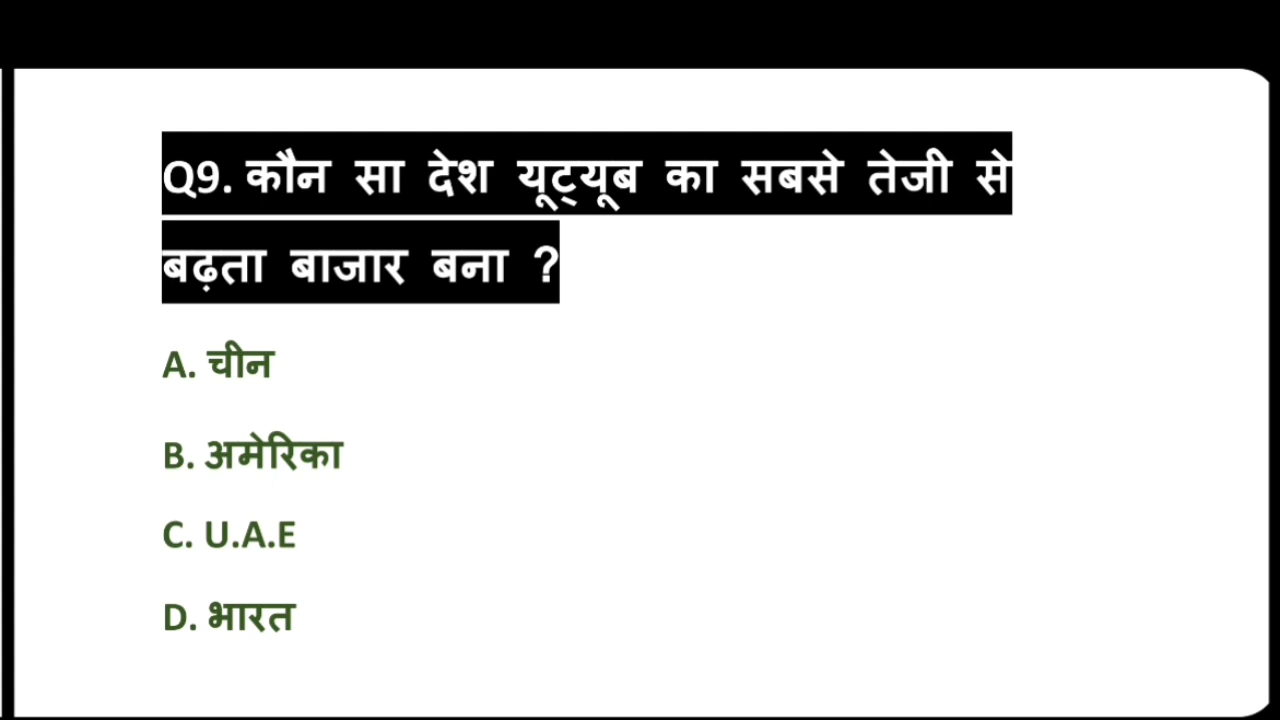 Q9. कौन सा देश यूट्यूब का सबसे तेजी से
बढ़ता बाजार बना ?
A. चीन
B. अमेरिका
C. U.A.E
D. भारत